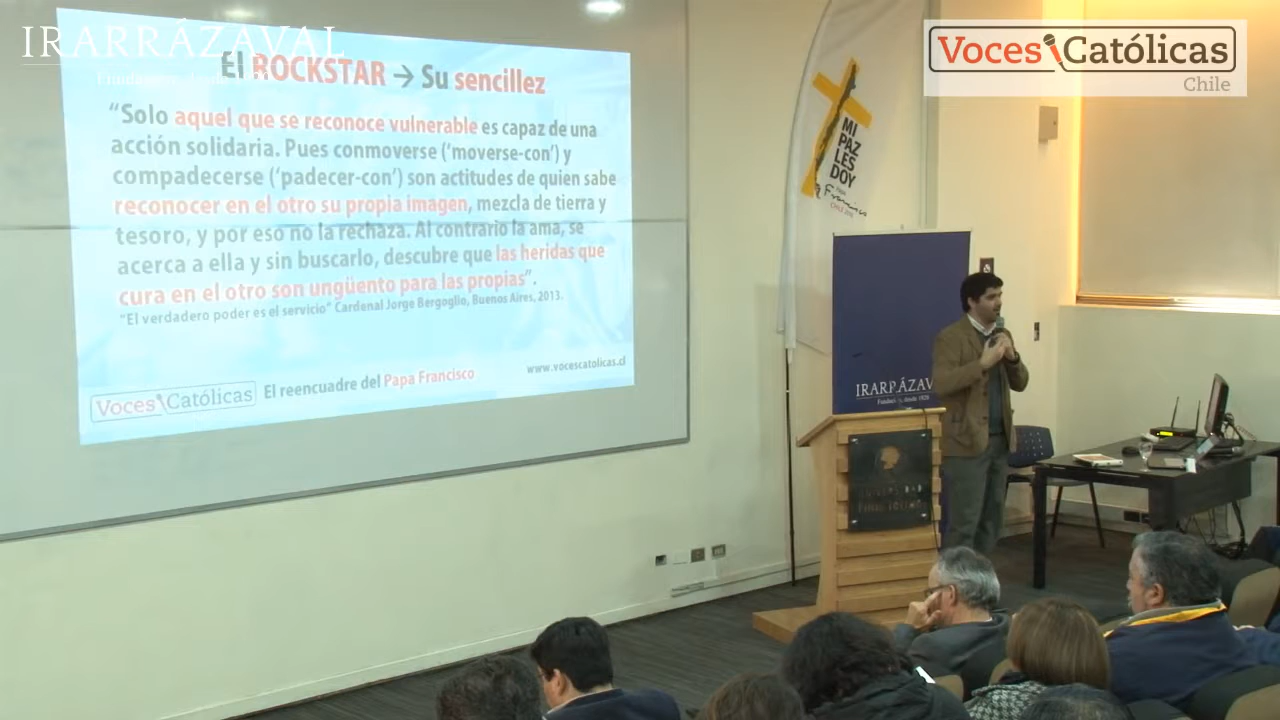 IRARRÁZAVAL
El ROCKSTAR → Su sencillez
“Solo aquel que se reconoce vulnerable es capaz de una
acción solidaria. Pues conmoverse (‘moverse-con’) y
compadecerse (‘padecer-con’) son actitudes de quien sabe
reconocer en el otro su propia imagen, mezcla de tierra y
tesoro, y por eso no la rechaza. Al contrario la ama, se
acerca a ella y sin buscarlo, descubre que las heridas que
cura en el otro son ungüento para las propias”.
“El verdadero poder es el servicio” Cardenal Jorge Bergoglio, Buenos Aires, 2013.
Voces Católicas
El reencuadre del Papa Francisco
www.vocescatolicas.cl
Voces Católicas
Chile
MI
PAZ
LES
DOY
CHILE
IRARRÁZAV
desde 1820